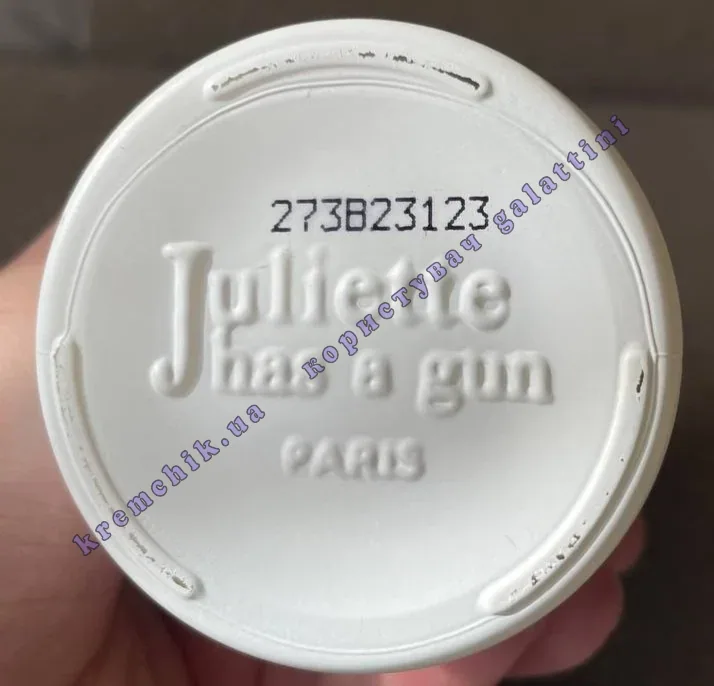 273B23123
Juliette
has a gun
PARIS
kremchik.ua користувач galattini